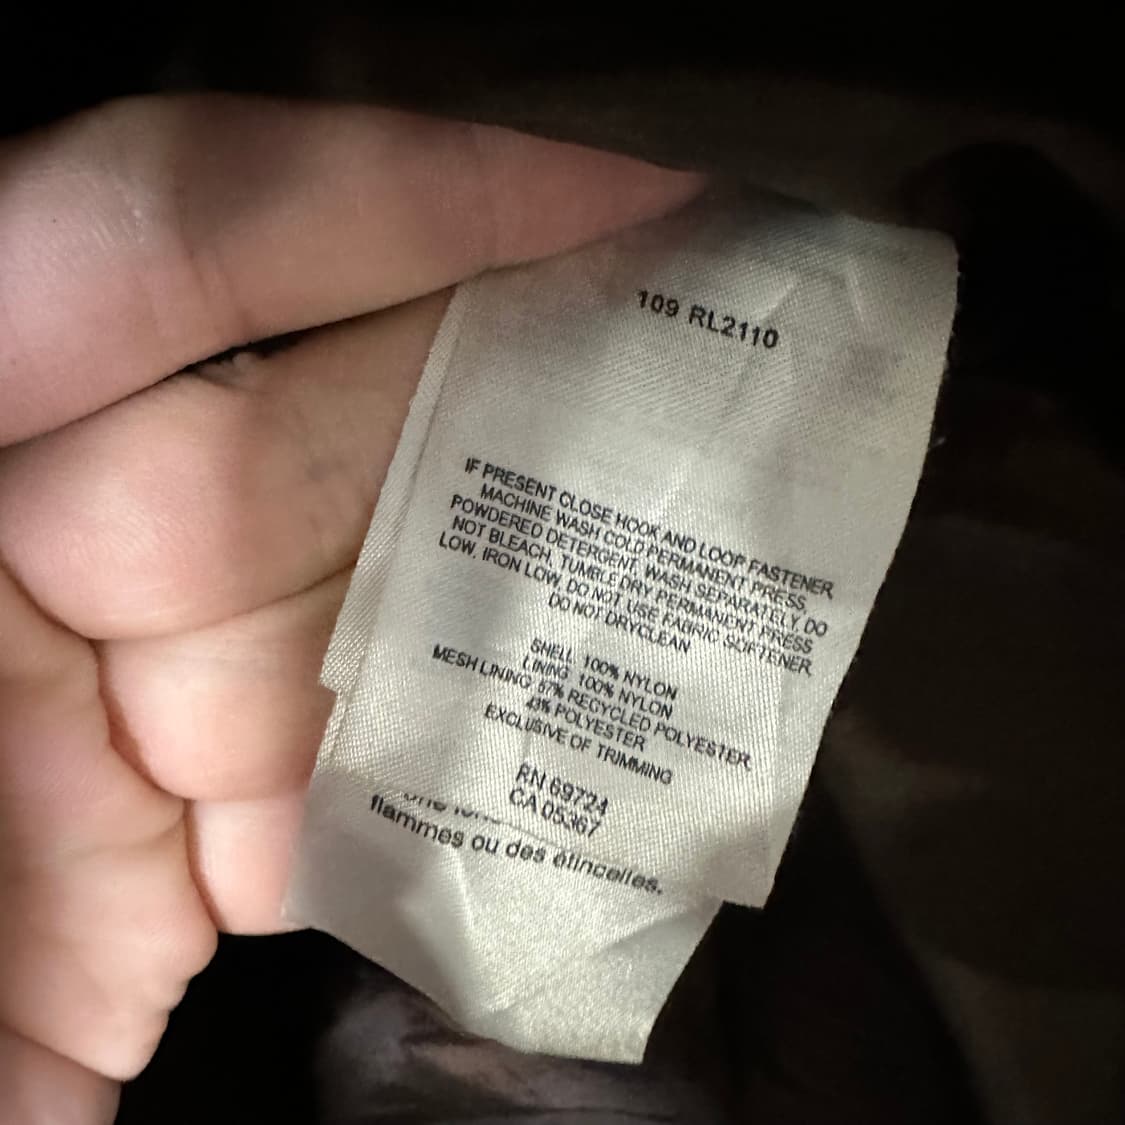 109 RL2110
IF PRESENT CLOSE HOOK AND LOOP FASTENER
MACHINE WASH COLD PERMANENT PRESS,
POWDERED DETERGENT, WASH SEPARATELY, DO
NOT BLEACH, TUMBLE DRY PERMANENT PRESS
LOW, IRON LOW, DO NOT USE FABRIC SOFTENER
DO NOT DRYCLEAN
SHELL: 100% NYLON
LINING: 100% NYLON
MESH LINING: 57% RECYCLED POLYESTER
43% POLYESTER
EXCLUSIVE OF TRIMMING
RN 69724
CA 05367
flammes ou des étincelles.